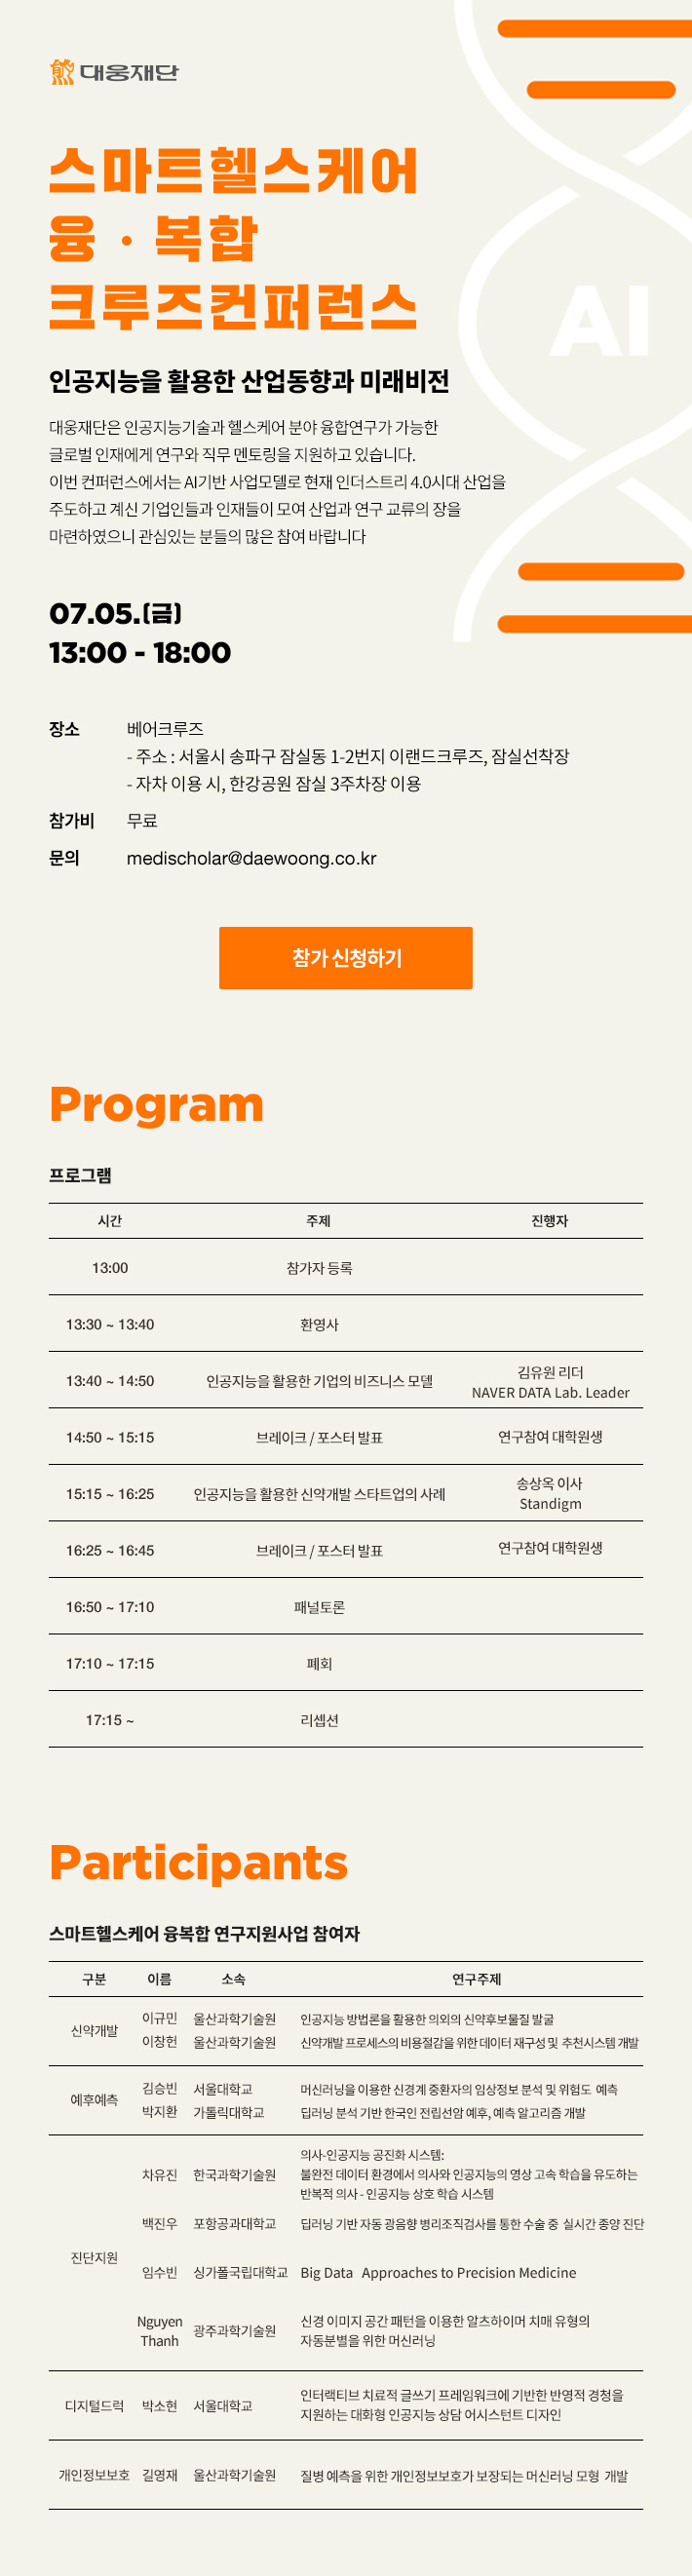 대웅재단
스마트헬스케어
융·복합
크루즈컨퍼런스
AI
인공지능을 활용한 산업동향과 미래비전
대웅재단은 인공지능기술과 헬스케어 분야 융합연구가 가능한
글로벌 인재에게 연구와 직무 멘토링을 지원하고 있습니다.
이번 컨퍼런스에서는 AI기반 사업모델로 현재 인더스트리 4.0시대 산업을
주도하고 계신 기업인들과 인재들이 모여 산업과 연구 교류의 장을
마련하였으니 관심있는 분들의 많은 참여 바랍니다
07.05.(금)
13:00 - 18:00
장소 베어크루즈
- 주소 : 서울시 송파구 잠실동 1-2번지 이랜드크루즈, 잠실선착장
- 자차 이용 시, 한강공원 잠실 3주차장 이용
참가비 무료
문의 medischolar@daewoong.co.kr
참가 신청하기
Program
프로그램
시간 주제 진행자
13:00 참가자 등록
13:30 ~ 13:40 환영사
13:40 ~ 14:50 인공지능을 활용한 기업의 비즈니스 모델 김유원 리더
NAVER DATA Lab. Leader
14:50 ~ 15:15 브레이크 / 포스터 발표 연구참여 대학원생
15:15 ~ 16:25 인공지능을 활용한 신약개발 스타트업의 사례 송상옥 이사
Standigm
16:25 ~ 16:45 브레이크 / 포스터 발표 연구참여 대학원생
16:50 ~ 17:10 패널토론
17:10 ~ 17:15 폐회
17:15 ~ 리셉션
Participants
스마트헬스케어 융복합 연구지원사업 참여자
구분 이름 소속 연구주제
신약개발
이규민 울산과학기술원 인공지능 방법론을 활용한 의외의 신약후보물질 발굴
이창헌 울산과학기술원 신약개발 프로세스의 비용절감을 위한 데이터 재구성 및 추천시스템 개발
예후예측
김승빈 서울대학교 머신러닝을 이용한 신경계 중환자의 임상정보 분석 및 위험도 예측
박지환 가톨릭대학교 딥러닝 분석 기반 한국인 전립선암 예후, 예측 알고리즘 개발
진단지원
차유진 한국과학기술원 의사-인공지능 공진화 시스템:
불완전 데이터 환경에서 의사와 인공지능의 영상 고속 학습을 유도하는
반복적 의사 - 인공지능 상호 학습 시스템
백진우 포항공과대학교 딥러닝 기반 자동 광음향 병리조직검사를 통한 수술 중 실시간 종양 진단
임수빈 싱가폴국립대학교 Big Data Approaches to Precision Medicine
Nguyen
Thanh 광주과학기술원 신경 이미지 공간 패턴을 이용한 알츠하이머 치매 유형의
자동분별을 위한 머신러닝
디지털드럭 박소현 서울대학교 인터랙티브 치료적 글쓰기 프레임워크에 기반한 반영적 경청을
지원하는 대화형 인공지능 상담 어시스턴트 디자인
개인정보보호 길영재 울산과학기술원 질병 예측을 위한 개인정보보호가 보장되는 머신러닝 모형 개발